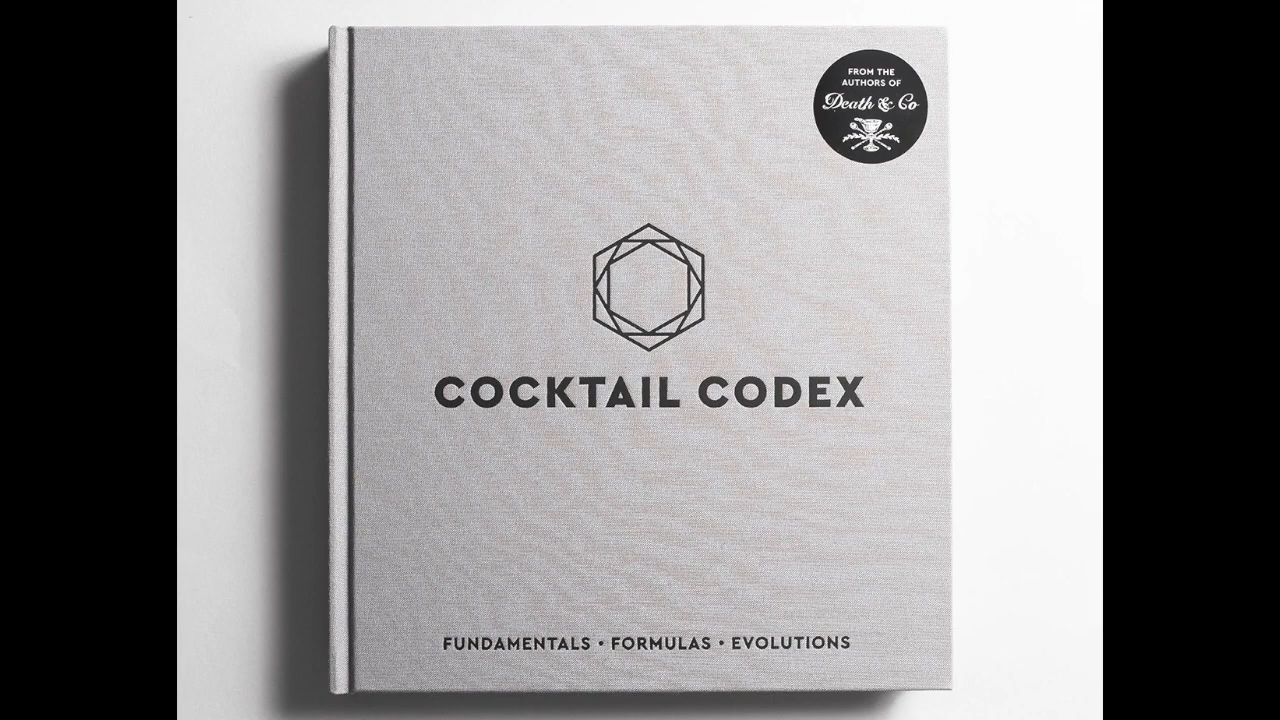 FROM THE
AUTHORS OF
Death & Co
COCKTAIL CODEX
FUNDAMENTALS • FORMULAS • EVOLUTIONS